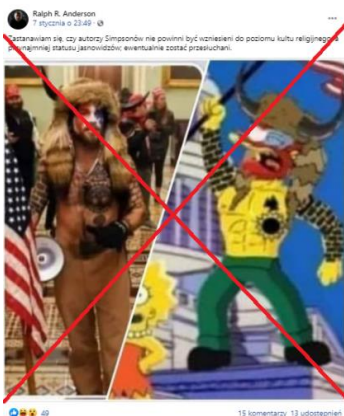 Ralph R. Anderson
7 stycznia o 23:49
Zastanawiam się, czy autorzy Simpsonów nie powinni być wzniesieni do poziomu kultu religijnego
przynajmniej statusu jasnowidzów; ewentualnie zostać przesłuchani.
49
15 komentarzy 13 udostępnień